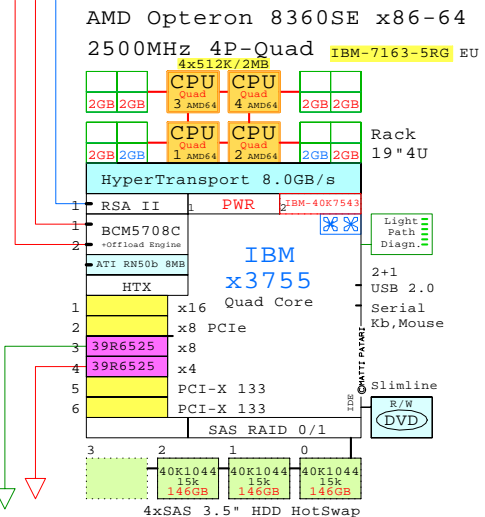 AMD Opteron 8360SE x86-64
2500MHz 4P-Quad IBM-7163-5RG EU
4x512K/2MB
CPU CPU
Quad Quad
2GB 2GB 3 AMD64 4 AMD64 2GB 2GB
CPU CPU Rack
Quad Quad 19"4U
2GB 2GB 1 AMD64 2 AMD64 2GB 2GB
HyperTransport 8.0GB/s
1 RSA II 1 PWR 2 IBM-40K7543
1 BCM5708C Light
2 +Offload Engine Path
Diagn.
ATI RN50b 8MB IBM
HTX x3755 2+1
Quad Core USB 2.0
1 x16 Serial
2 x8 PCIe Kb,Mouse
3 39R6525 x8
4 39R6525 x4
©MATTI PATARI
5 PCI-X 133 Slimline
6 PCI-X 133 IDE R/W
DVD
SAS RAID 0/1
3 2 1 0
40K1044 40K1044 40K1044
15k 15k 15k
146GB 146GB 146GB
4xSAS 3.5" HDD HotSwap